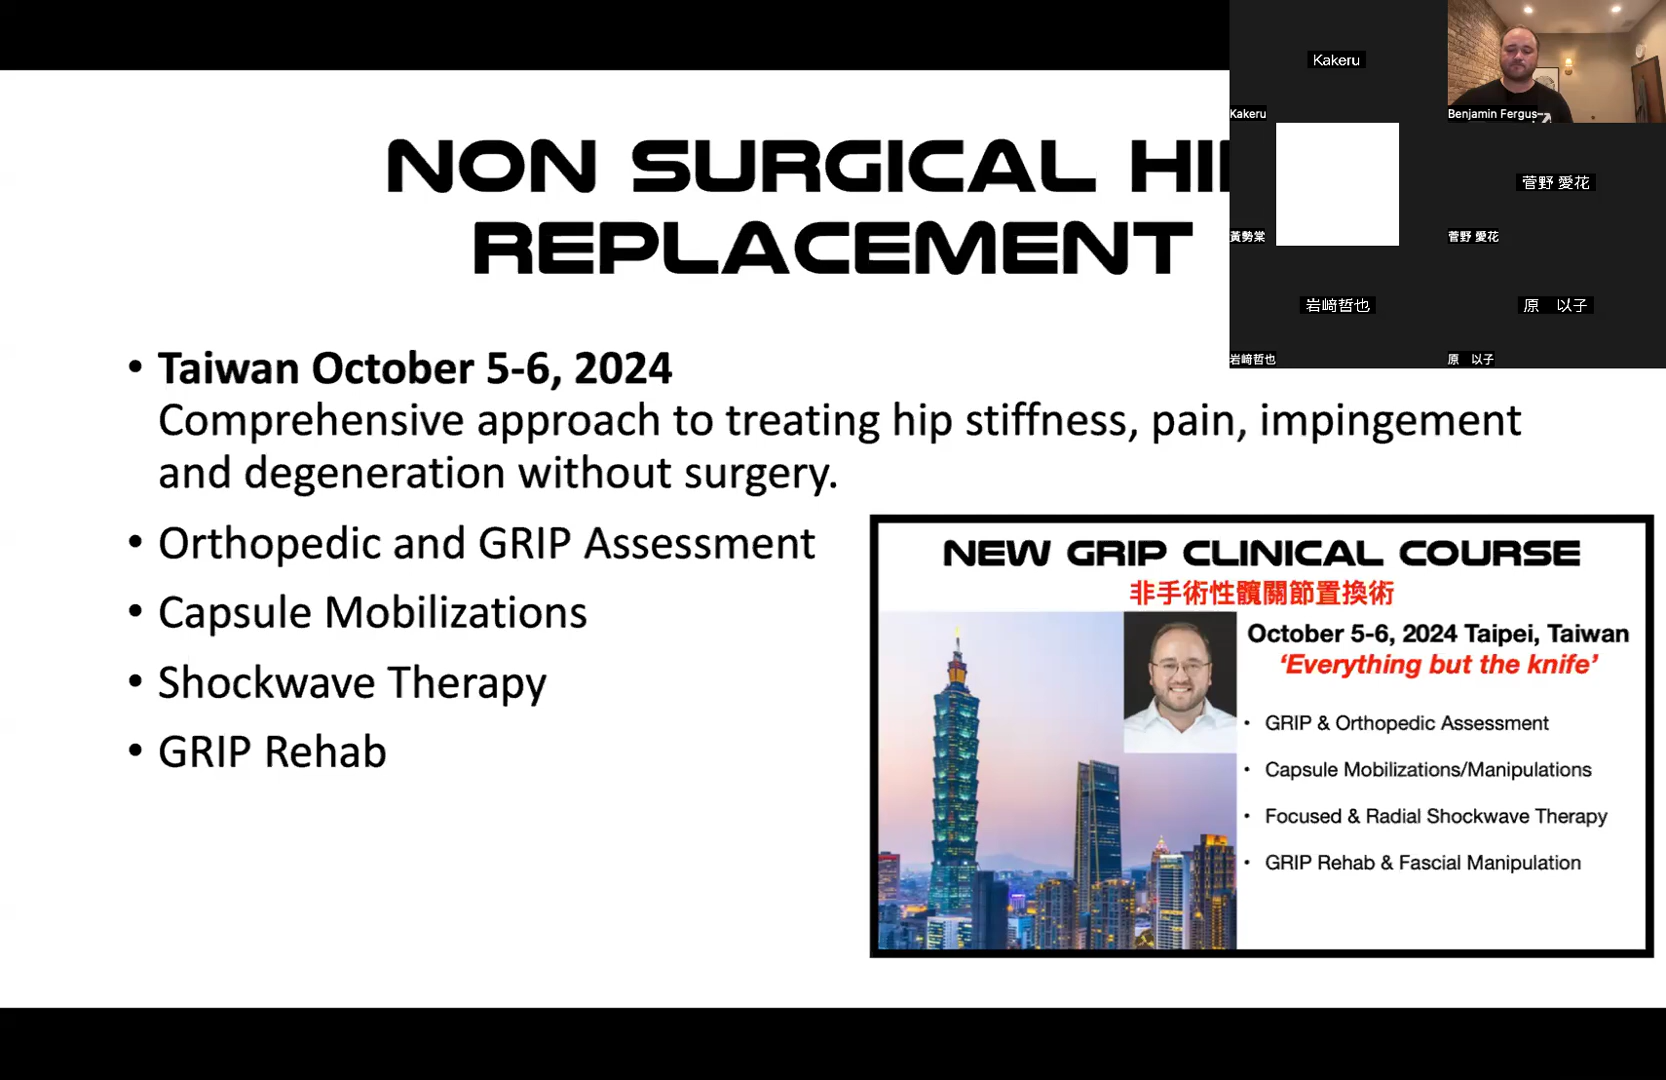 NON SURGICAL HI
REPLACEMENT
• Taiwan October 5-6, 2024
Comprehensive approach to treating hip stiffness, pain, impingement
and degeneration without surgery.
• Orthopedic and GRIP Assessment
• Capsule Mobilizations
• Shockwave Therapy
• GRIP Rehab
NEW GRIP CLINICAL COURSE
非手術性髖關節置換術
October 5-6, 2024 Taipei, Taiwan
‘Everything but the knife’
• GRIP & Orthopedic Assessment
• Capsule Mobilizations/Manipulations
• Focused & Radial Shockwave Therapy
• GRIP Rehab & Fascial Manipulation
Kakeru
Kakeru
Benjamin Fergus
黃勢棠
菅野 愛花
菅野 愛花
岩﨑哲也
岩﨑哲也
原　以子
原　以子